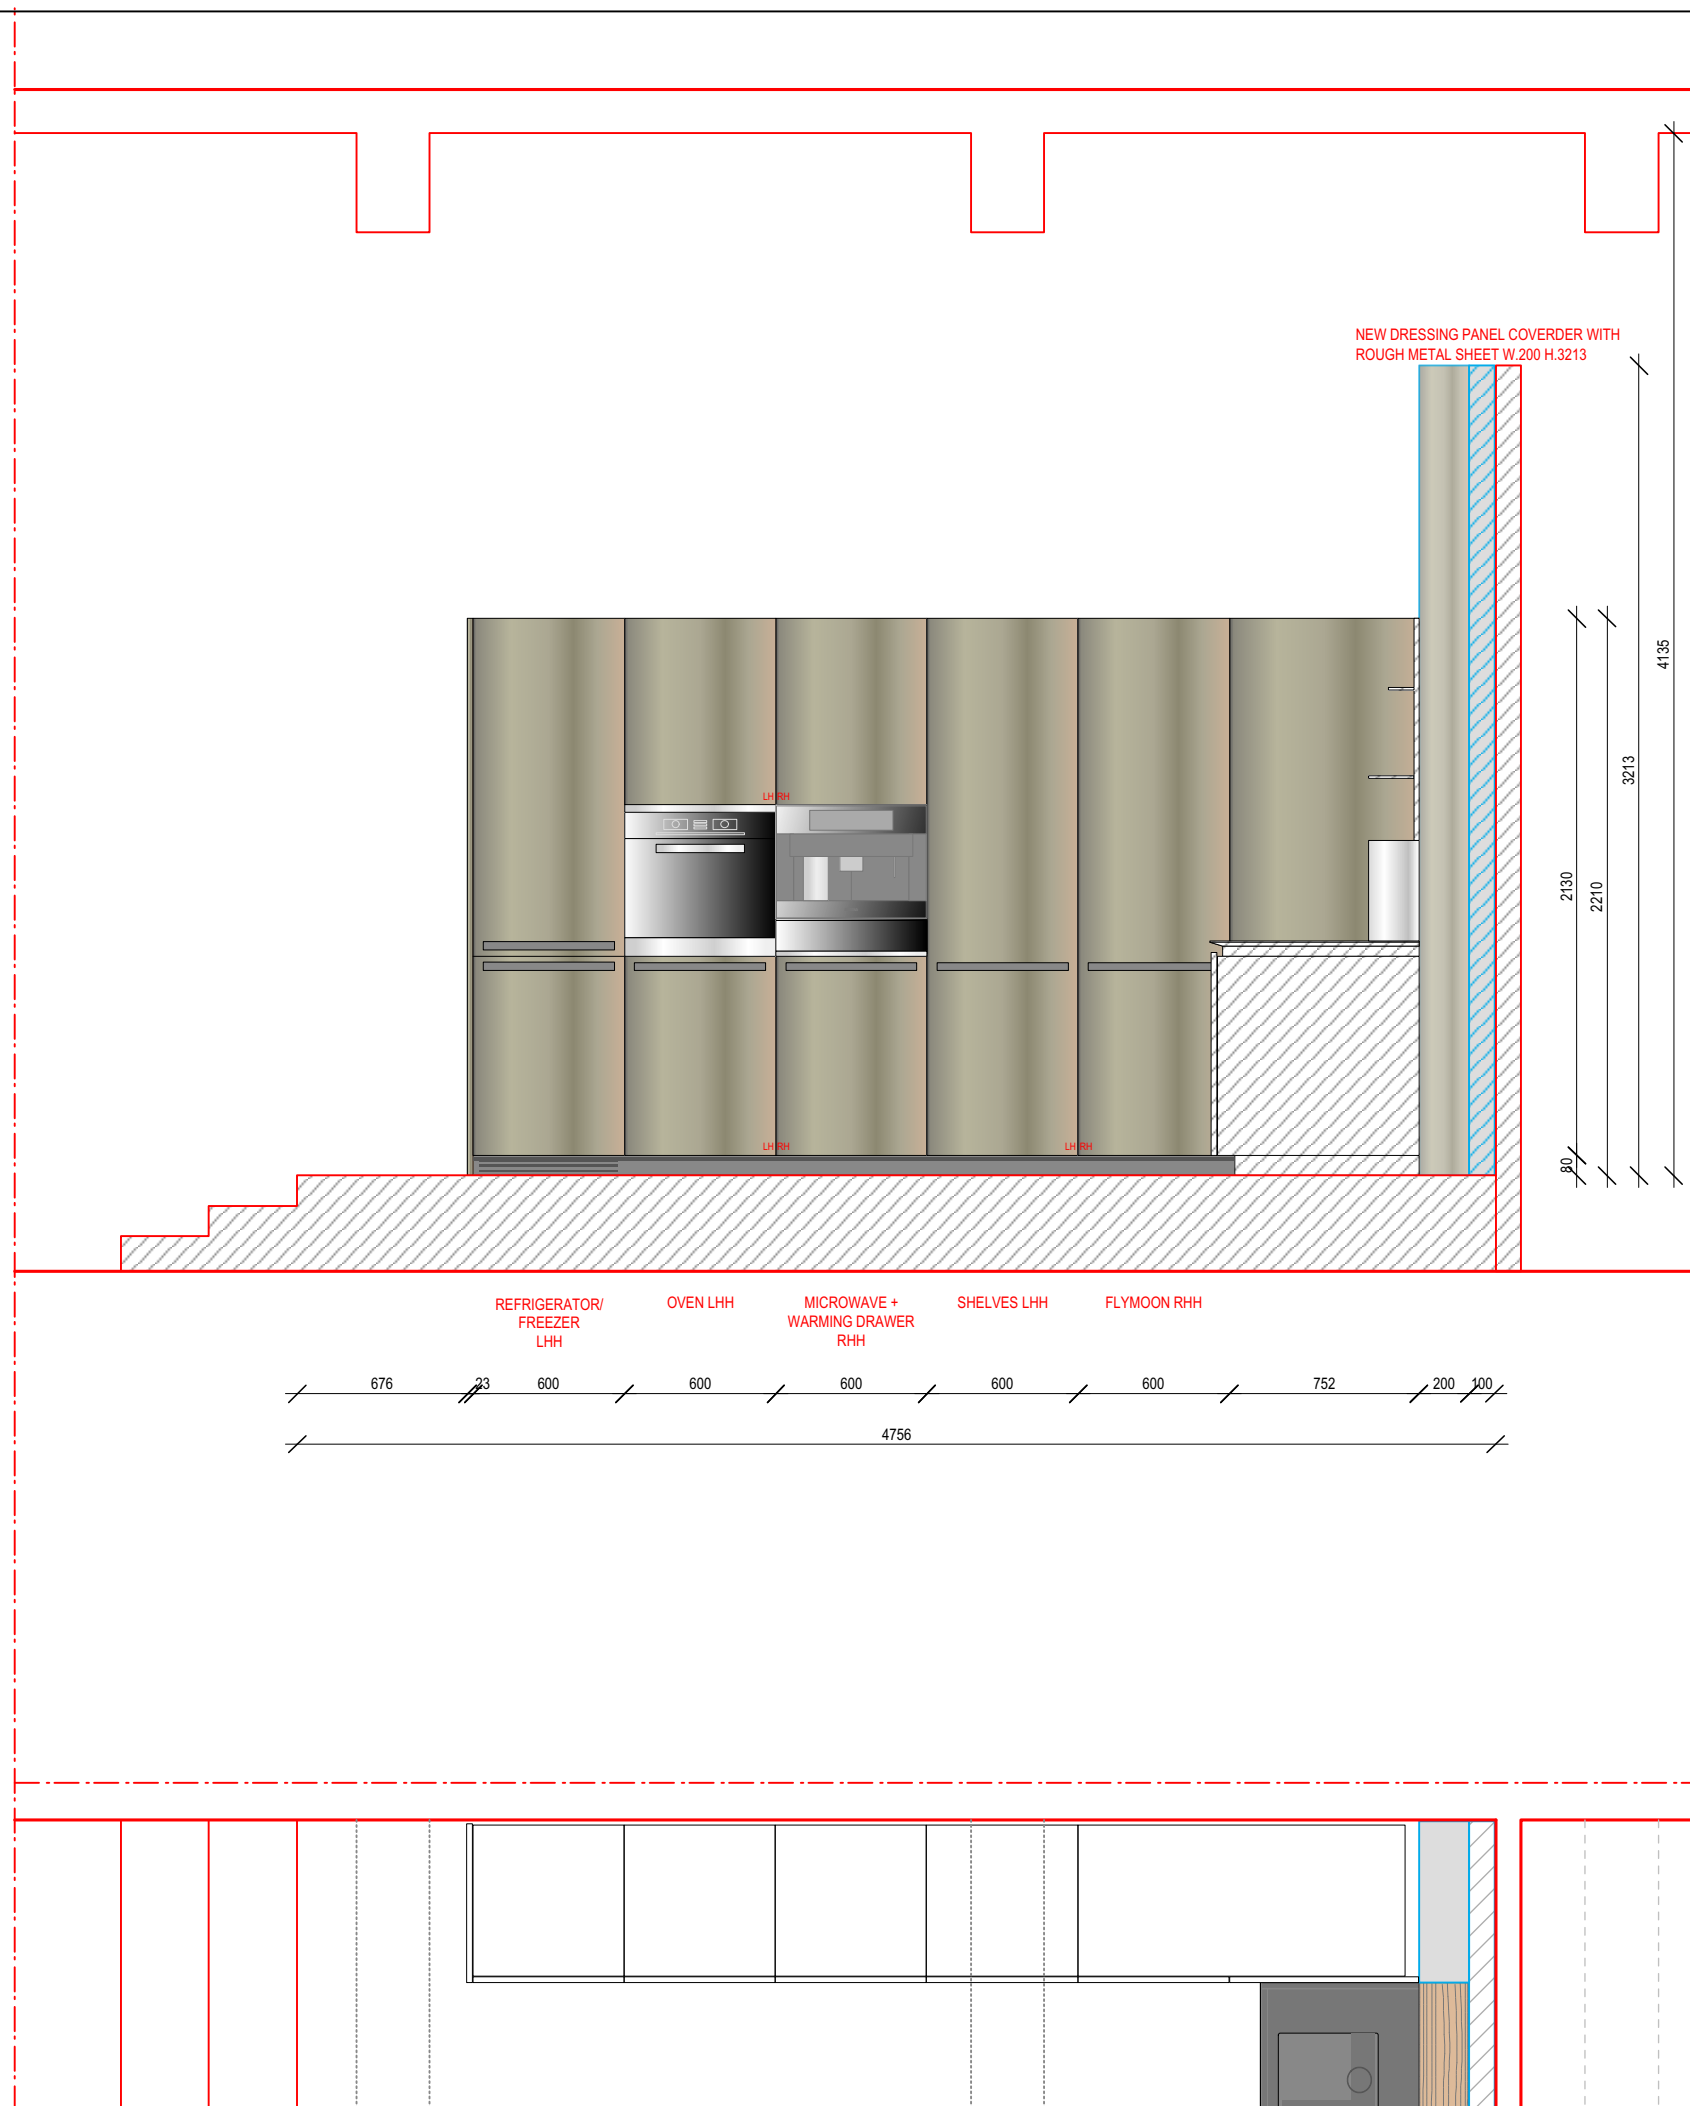 NEW DRESSING PANEL COVERDER WITH
ROUGH METAL SHEET W.200 H.3213
4135
3213
2130
2210
80
LH RH
LH RH
LH RH
REFRIGERATOR/
FREEZER
LHH
OVEN LHH
MICROWAVE +
WARMING DRAWER
RHH
SHELVES LHH
FLYMOON RHH
676 23 600 600 600 600 600 752 200 100
4756